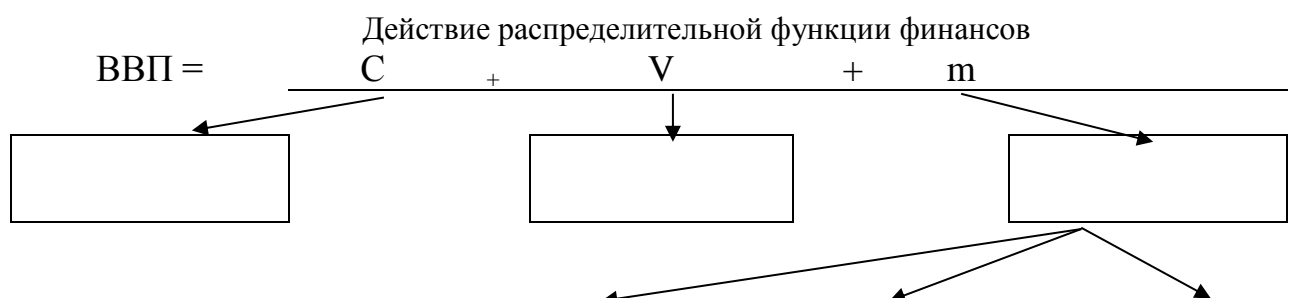 Действие распределительной функции финансов
ВВП = С + V + m